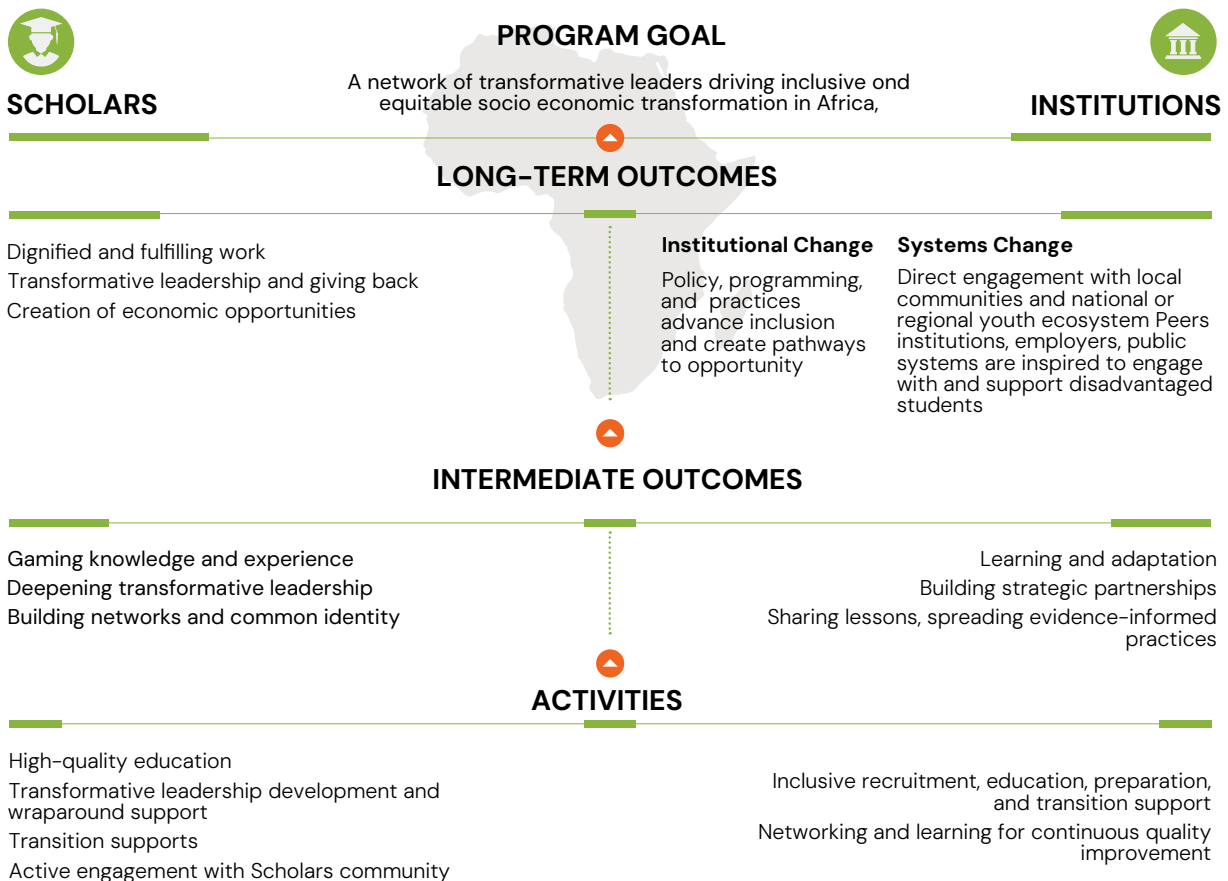 PROGRAM GOAL
A network of transformative leaders driving inclusive ond
equitable socio economic transformation in Africa,
SCHOLARS
INSTITUTIONS
LONG-TERM OUTCOMES
Dignified and fulfilling work
Transformative leadership and giving back
Creation of economic opportunities
Institutional Change
Policy, programming,
and practices
advance inclusion
and create pathways
to opportunity
Systems Change
Direct engagement with local
communities and national or
regional youth ecosystem Peers
institutions, employers, public
systems are inspired to engage
with and support disadvantaged
students
INTERMEDIATE OUTCOMES
Gaming knowledge and experience
Deepening transformative leadership
Building networks and common identity
Learning and adaptation
Building strategic partnerships
Sharing lessons, spreading evidence-informed
practices
ACTIVITIES
High-quality education
Transformative leadership development and
wraparound support
Transition supports
Active engagement with Scholars community
Inclusive recruitment, education, preparation,
and transition support
Networking and learning for continuous quality
improvement